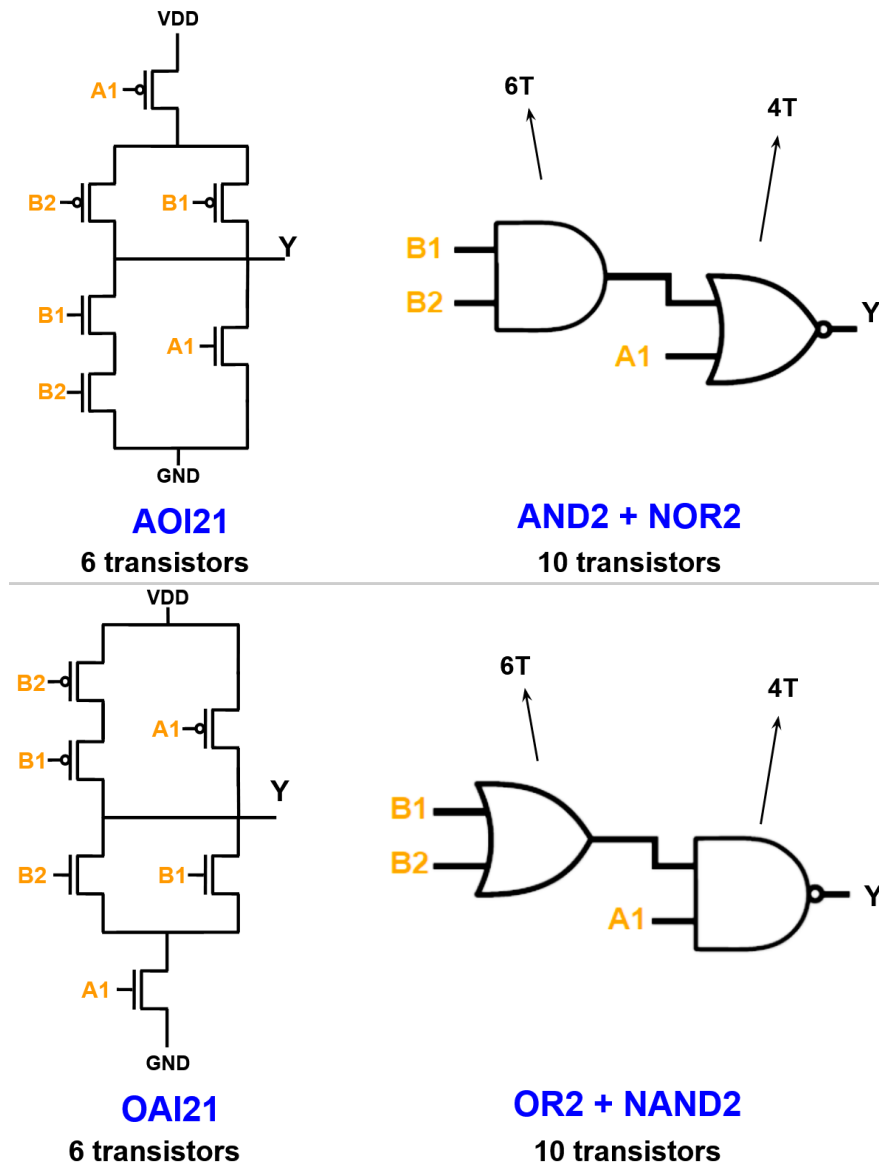 VDD
A1
B2
B1
Y
B1
A1
B2
GND
AOI21
6 transistors
6T
4T
B1
B2
A1
Y
AND2 + NOR2
10 transistors
VDD
B2
A1
B1
Y
B2
B1
A1
GND
OAI21
6 transistors
6T
4T
B1
B2
A1
Y
OR2 + NAND2
10 transistors